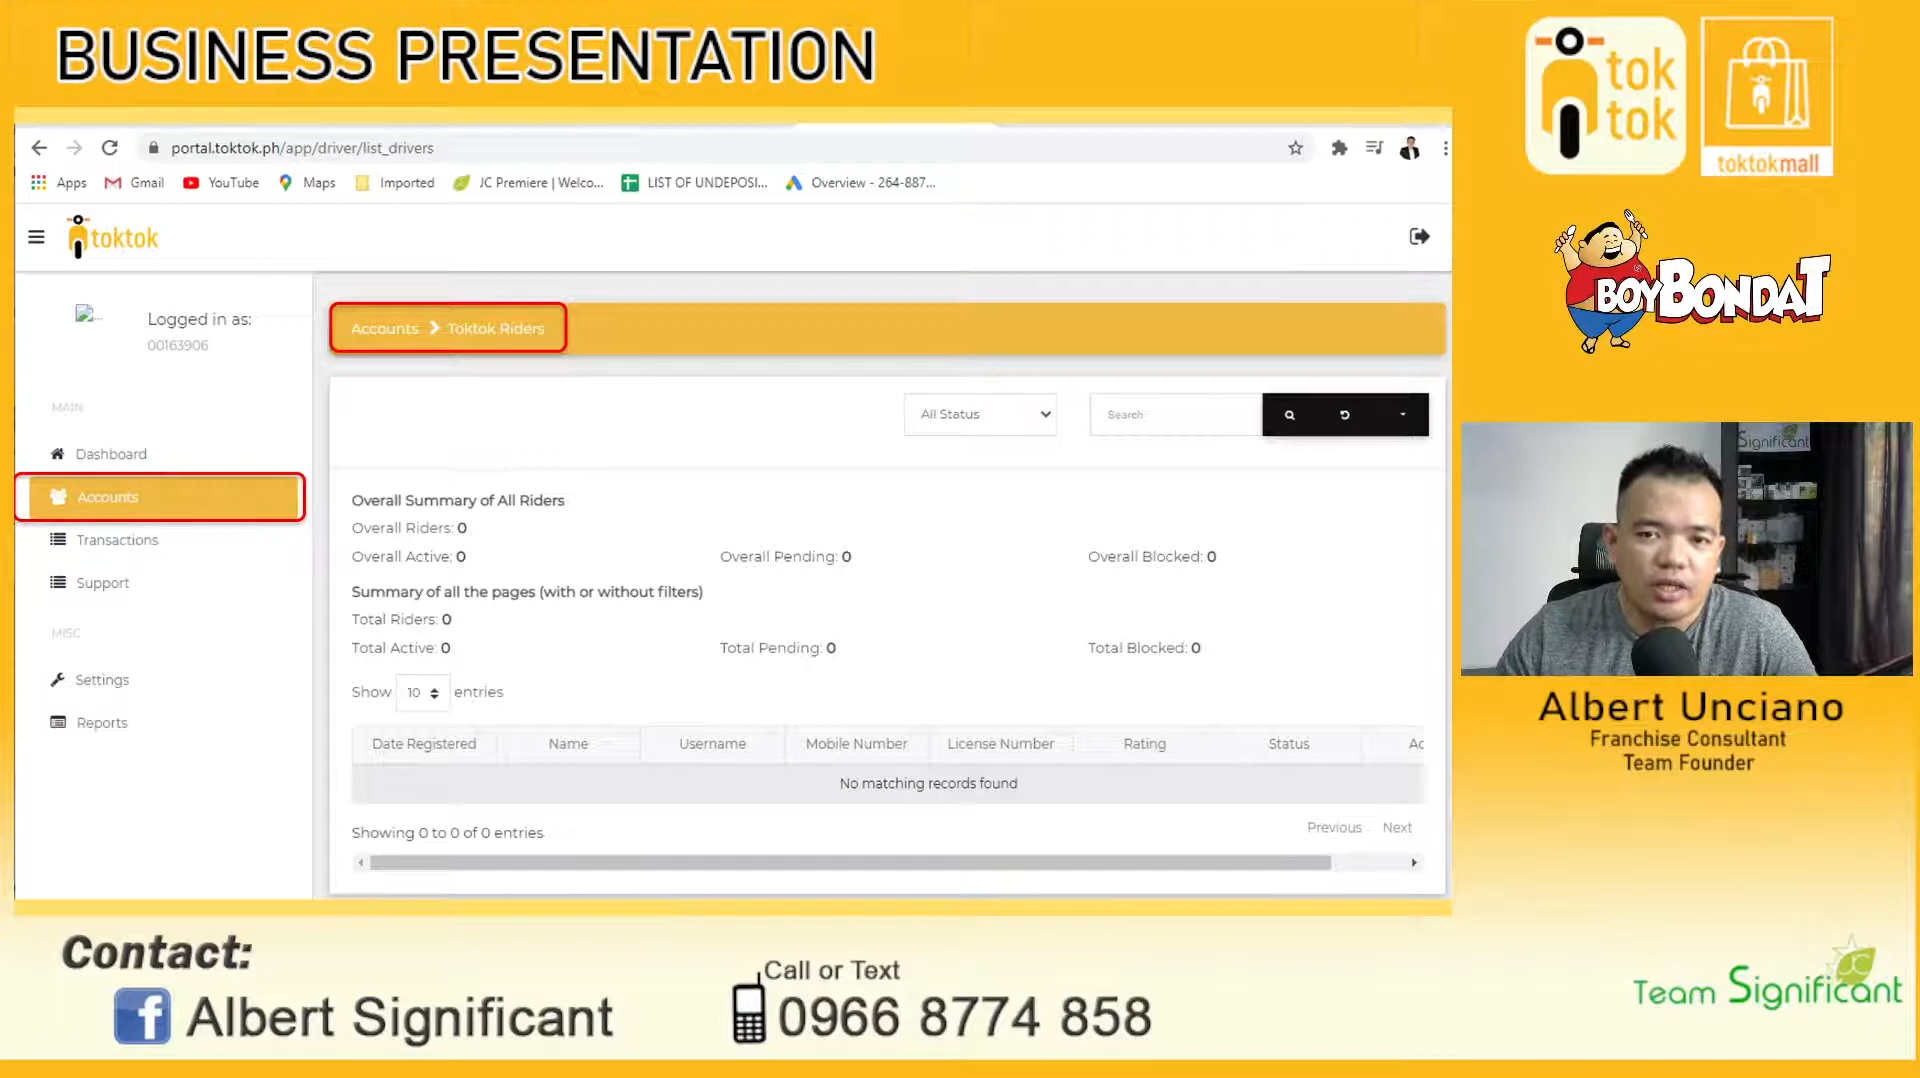 BUSINESS PRESENTATION
tok
tok
toktokmall
portal.toktok.ph/app/driver/list_drivers
Apps
Gmail
YouTube
Maps
Imported
JC Premiere | Welco...
LIST OF UNDEPOSI...
Overview - 264-887...
toktok
BOYBONDAT
Logged in as:
00163906
Accounts
Toktok Riders
MAIN
Dashboard
Accounts
Transactions
Support
MISC
Settings
Reports
All Status
Search
Overall Summary of All Riders
Overall Riders: 0
Overall Active: 0
Overall Pending: 0
Overall Blocked: 0
Summary of all the pages (with or without filters)
Total Riders: 0
Total Active: 0
Total Pending: 0
Total Blocked: 0
Show 10 entries
Date Registered
Name
Username
Mobile Number
License Number
Rating
Status
Ac
No matching records found
Showing 0 to 0 of 0 entries
Previous
Next
Significant
Albert Unciano
Franchise Consultant
Team Founder
Contact:
Albert Significant
Call or Text
0966 8774 858
JC
Team Significant